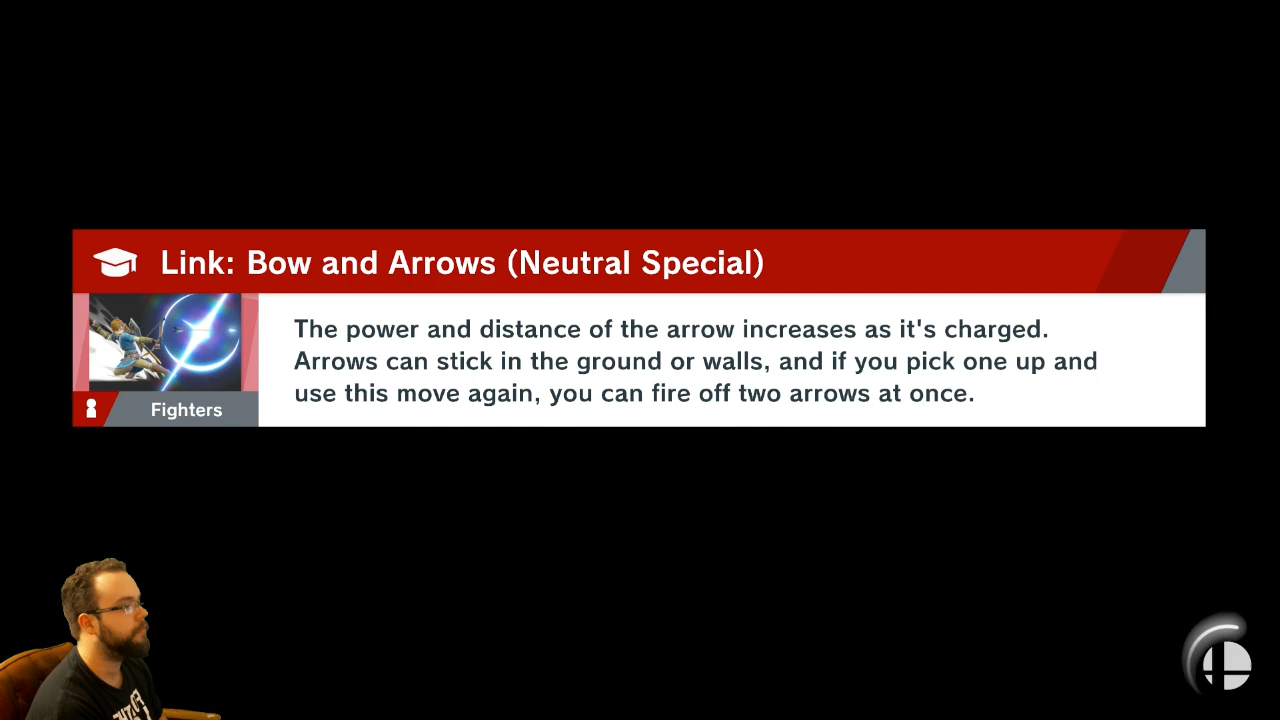 Link: Bow and Arrows (Neutral Special)
The power and distance of the arrow increases as it's charged.
Arrows can stick in the ground or walls, and if you pick one up and
use this move again, you can fire off two arrows at once.
Fighters